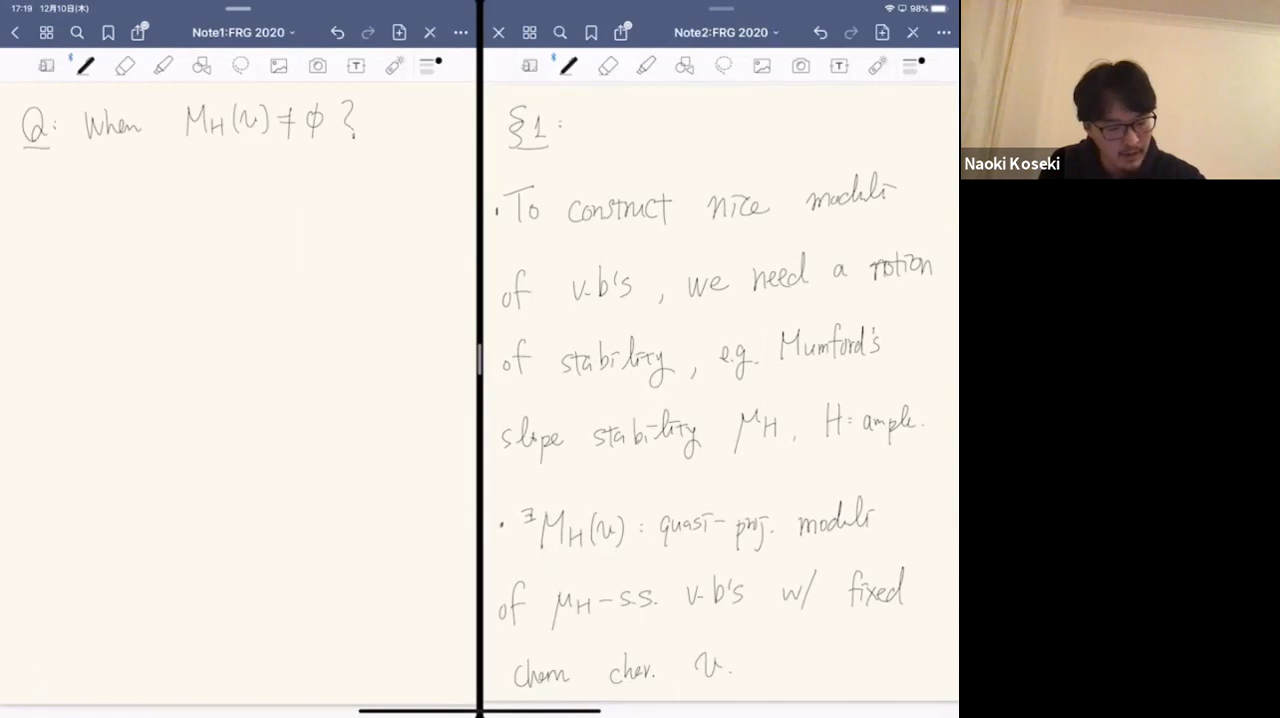 17:19 12月10日(木)
98%
Note1:FRG 2020
Note2:FRG 2020
Q: When M_H(v) ≠ ∅ ?
§1:
・To construct nice moduli
of v.b's, we need a notion
of stability, e.g. Mumford's
slope stability μ_H, H: ample.
・∃M_H(v): quasi-proj. moduli
of μ_H-s.s. v.b's w/ fixed
Chern cher. v.
Naoki Koseki